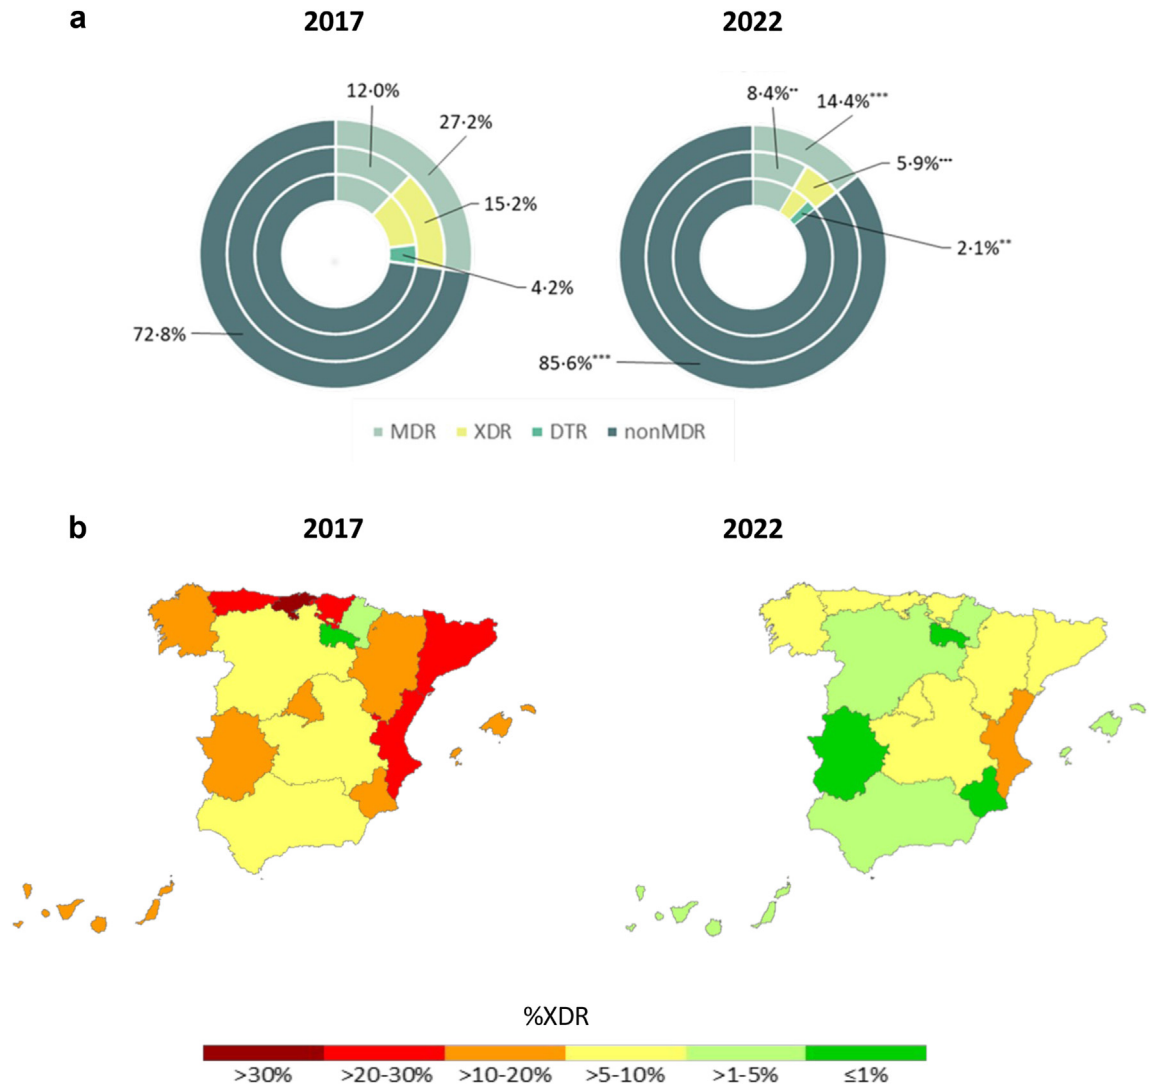 a
2017
2022
12·0%
27·2%
15·2%
4·2%
72·8%
8·4%**
14·4%***
5·9%***
2·1%**
85·6%***
MDR XDR DTR nonMDR
b
2017
2022
%XDR
>30% >20-30% >10-20% >5-10% >1-5% ≤1%